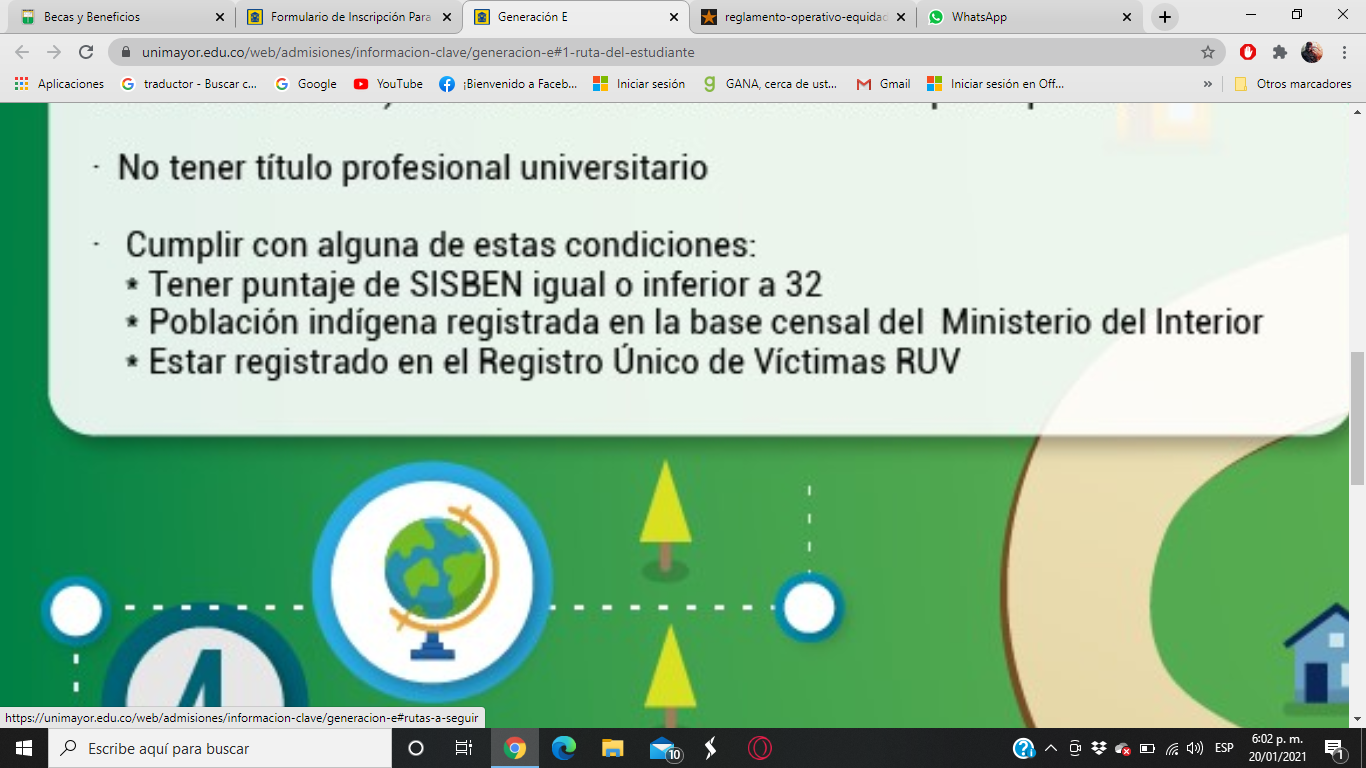 Becas y Beneficios
Formulario de Inscripción Para
Generación E
reglamento-operativo-equidad
WhatsApp
unimayor.edu.co/web/admisiones/informacion-clave/generacion-e#1-ruta-del-estudiante
Aplicaciones
traductor - Buscar c...
Google
YouTube
¡Bienvenido a Faceb...
Iniciar sesión
GANA, cerca de ust...
Gmail
Iniciar sesión en Off...
»
Otros marcadores
· No tener título profesional universitario
· Cumplir con alguna de estas condiciones:
* Tener puntaje de SISBEN igual o inferior a 32
* Población indígena registrada en la base censal del Ministerio del Interior
* Estar registrado en el Registro Único de Víctimas RUV
4
https://unimayor.edu.co/web/admisiones/informacion-clave/generacion-e#rutas-a-seguir
Escribe aquí para buscar
10
ESP
6:02 p. m.
20/01/2021
1